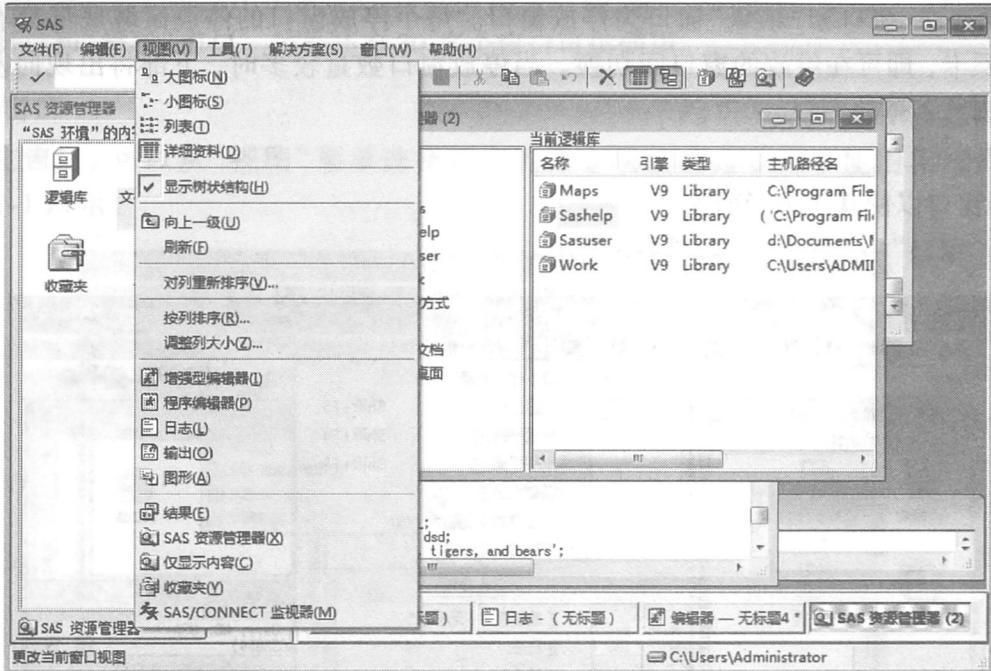 SAS
文件(F) 编辑(E) 视图(V) 工具(T) 解决方案(S) 窗口(W) 帮助(H)
SAS 资源管理器
“SAS 环境”的内
逻辑库
文
收藏夹
大图标(N)
小图标(S)
列表(T)
详细资料(D)
显示树状结构(H)
向上一级(U)
刷新(F)
对列重新排序(V)...
按列排序(R)...
调整列大小(Z)...
增强型编辑器(I)
程序编辑器(P)
日志(L)
输出(O)
图形(A)
结果(E)
SAS 资源管理器(X)
仅显示内容(C)
收藏夹(Y)
SAS/CONNECT 监视器(M)
器 (2)
s
elp
ser
方式
文档
桌面
当前逻辑库
名称 引擎 类型 主机路径名
Maps V9 Library C:\Program File
Sashelp V9 Library ( 'C:\Program File
Sasuser V9 Library d:\Documents\M
Work V9 Library C:\Users\ADMII
dsd;
tigers, and bears';
SAS 资源管理器
标题)
日志 - (无标题)
编辑器 — 无标题4 *
SAS 资源管理器 (2)
更改当前窗口视图
C:\Users\Administrator